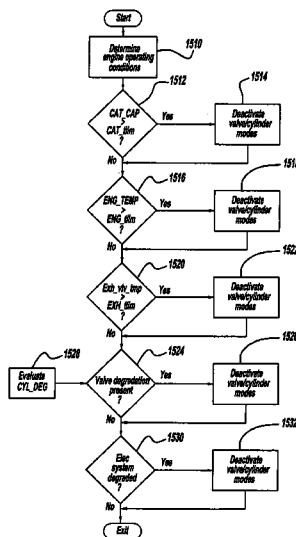 Start
1510
Determine
engine operating
conditions
1512
CAT_CAP
>
CAT_tlim
?
Yes
No
1514
Deactivate
valve/cylinder
modes
1516
ENG_TEMP
>
ENG_tlim
?
Yes
No
Deactivate
valve/cylinder
modes
1520
Exh_vlv_tmp
>
EXH_tlim
?
Yes
No
Deactivate
valve/cylinder
modes
1528
Evaluate
CYL_DEG
1524
Valve degradation
present
?
Yes
No
Deactivate
valve/cylinder
modes
1530
Elec
system
degraded
?
Yes
No
1532
Deactivate
valve/cylinder
modes
Exit